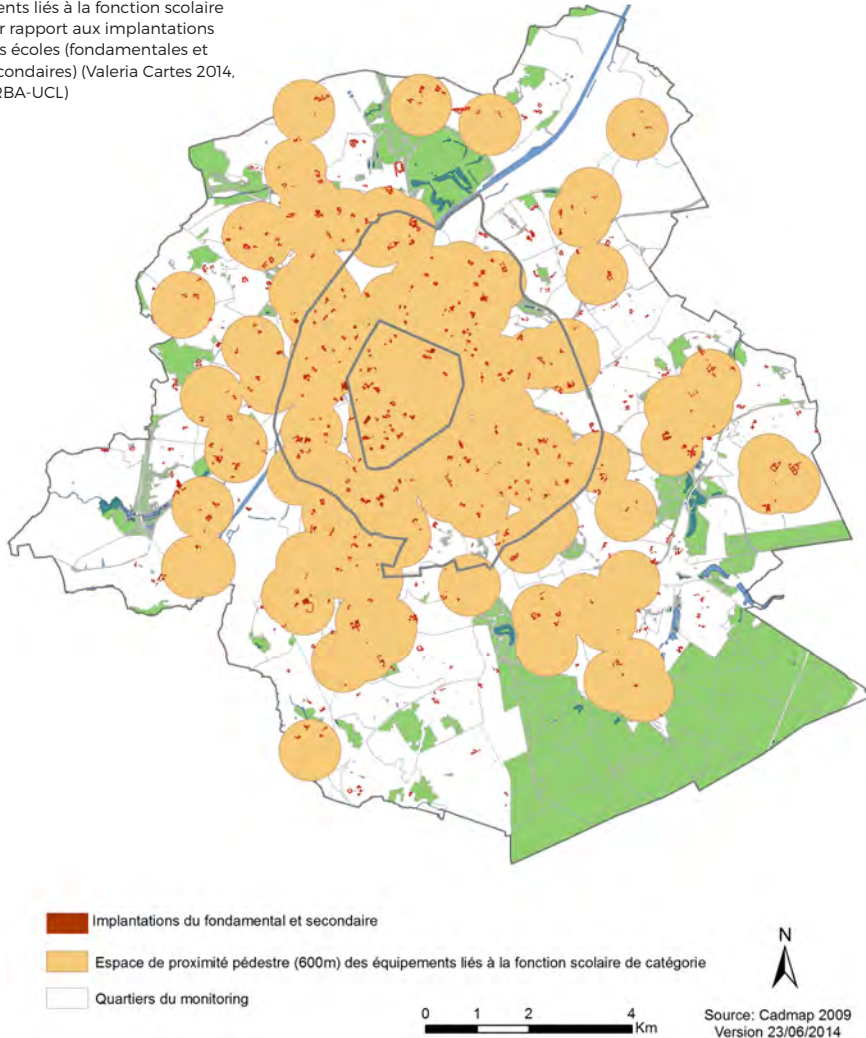 ents liés à la fonction scolaire
r rapport aux implantations
s écoles (fondamentales et
condaires) (Valeria Cartes 2014,
RBA-UCL)
Implantations du fondamental et secondaire
Espace de proximité pédestre (600m) des équipements liés à la fonction scolaire de catégorie
Quartiers du monitoring
0 1 2 4
Km
N
Source: Cadmap 2009
Version 23/06/2014